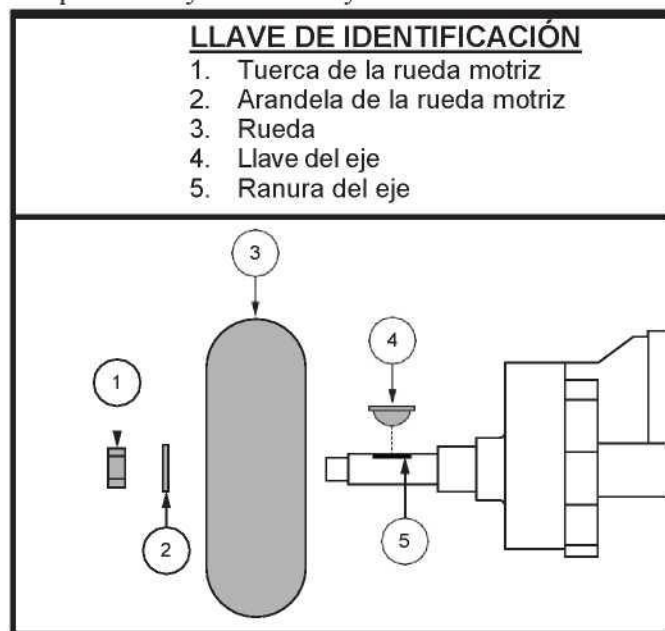 LLAVE DE IDENTIFICACIÓN
1. Tuerca de la rueda motriz
2. Arandela de la rueda motriz
3. Rueda
4. Llave del eje
5. Ranura del eje
3
4
1
2
5